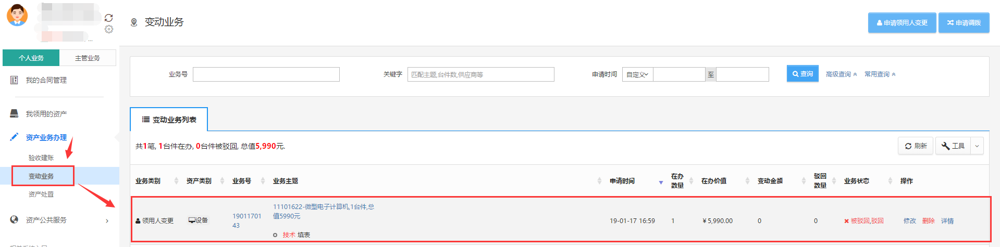 ...
个人业务 主管业务
我的合同管理
我领用的资产
资产业务办理
验收建账
变动业务
资产处置
资产公共服务
变动业务
申请领用人变更 申请调拨
业务号 关键字 匹配主题,台件数,供应商等 申请时间 自定义 至 查询 高级查询 常用查询
变动业务列表
共1笔, 1台件在办, 0台件被驳回, 总值5,990元.
刷新 工具
业务类别 资产类别 业务号 业务主题 申请时间 在办数量 在办价值 变动金额 驳回数量 业务状态 操作
领用人变更 设备 19011701
43
11101622-微型电子计算机,1台件,总
值5990元
技术 填表
19-01-17 16:59 1 ￥5,990.00 0 0 被驳回,驳回 修改 删除 详情